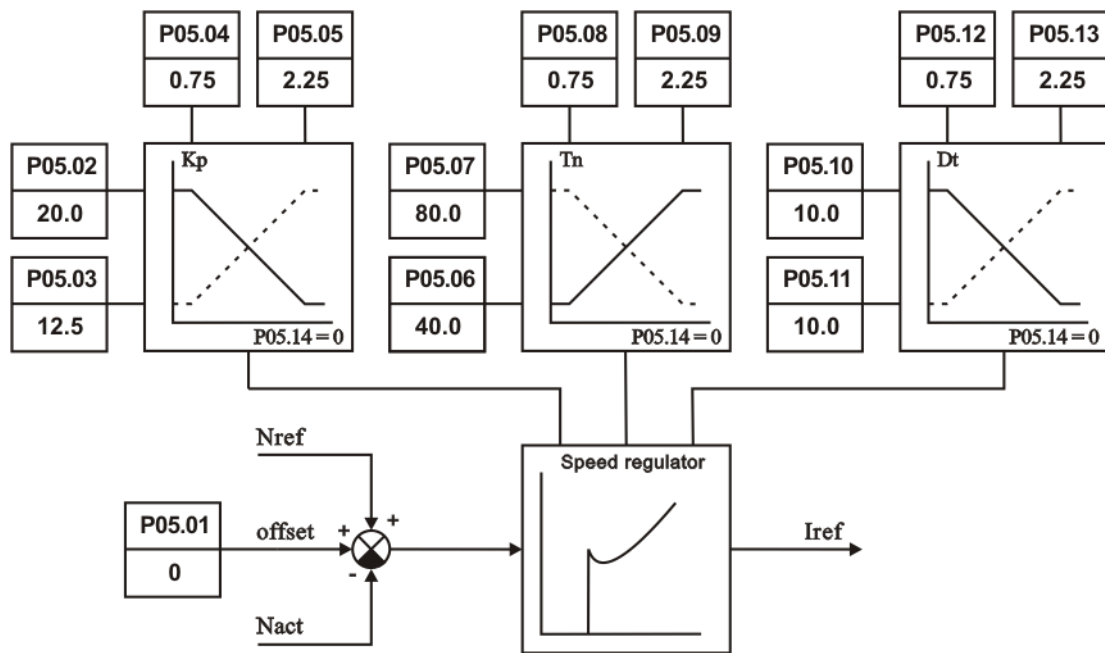 P05.04 P05.05 P05.08 P05.09 P05.12 P05.13
0.75 2.25 0.75 2.25 0.75 2.25
P05.02 Kp P05.07 Tn P05.10 Dt
20.0 80.0 10.0
P05.03 P05.06 P05.11
12.5 40.0 10.0
P05.14 = 0 P05.14 = 0 P05.14 = 0
Nref
Speed regulator
+
P05.01 offset + Iref
0 -
Nact